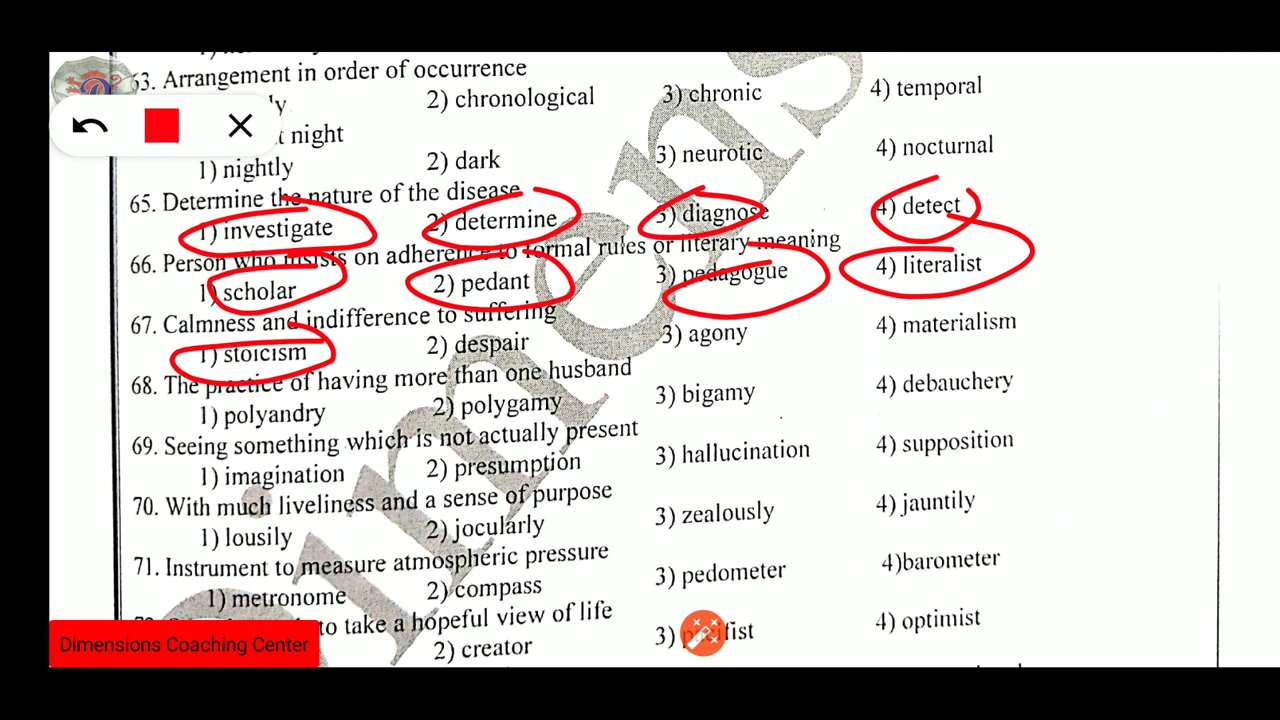 63. Arrangement in order of occurrence
2) chronological 3) chronic 4) temporal
night
1) nightly 2) dark 3) neurotic 4) nocturnal
65. Determine the nature of the disease
1) investigate 2) determine 3) diagnose 4) detect
66. Person who insists on adherence to formal rules or literary meaning
1) scholar 2) pedant 3) pedagogue 4) literalist
67. Calmness and indifference to suffering
1) stoicism 2) despair 3) agony 4) materialism
68. The practice of having more than one husband
1) polyandry 2) polygamy 3) bigamy 4) debauchery
69. Seeing something which is not actually present
1) imagination 2) presumption 3) hallucination 4) supposition
70. With much liveliness and a sense of purpose
1) lousily 2) jocularly 3) zealously 4) jauntily
71. Instrument to measure atmospheric pressure
1) metronome 2) compass 3) pedometer 4)barometer
to take a hopeful view of life
2) creator 3) 4) optimist
Dimensions Coaching Center